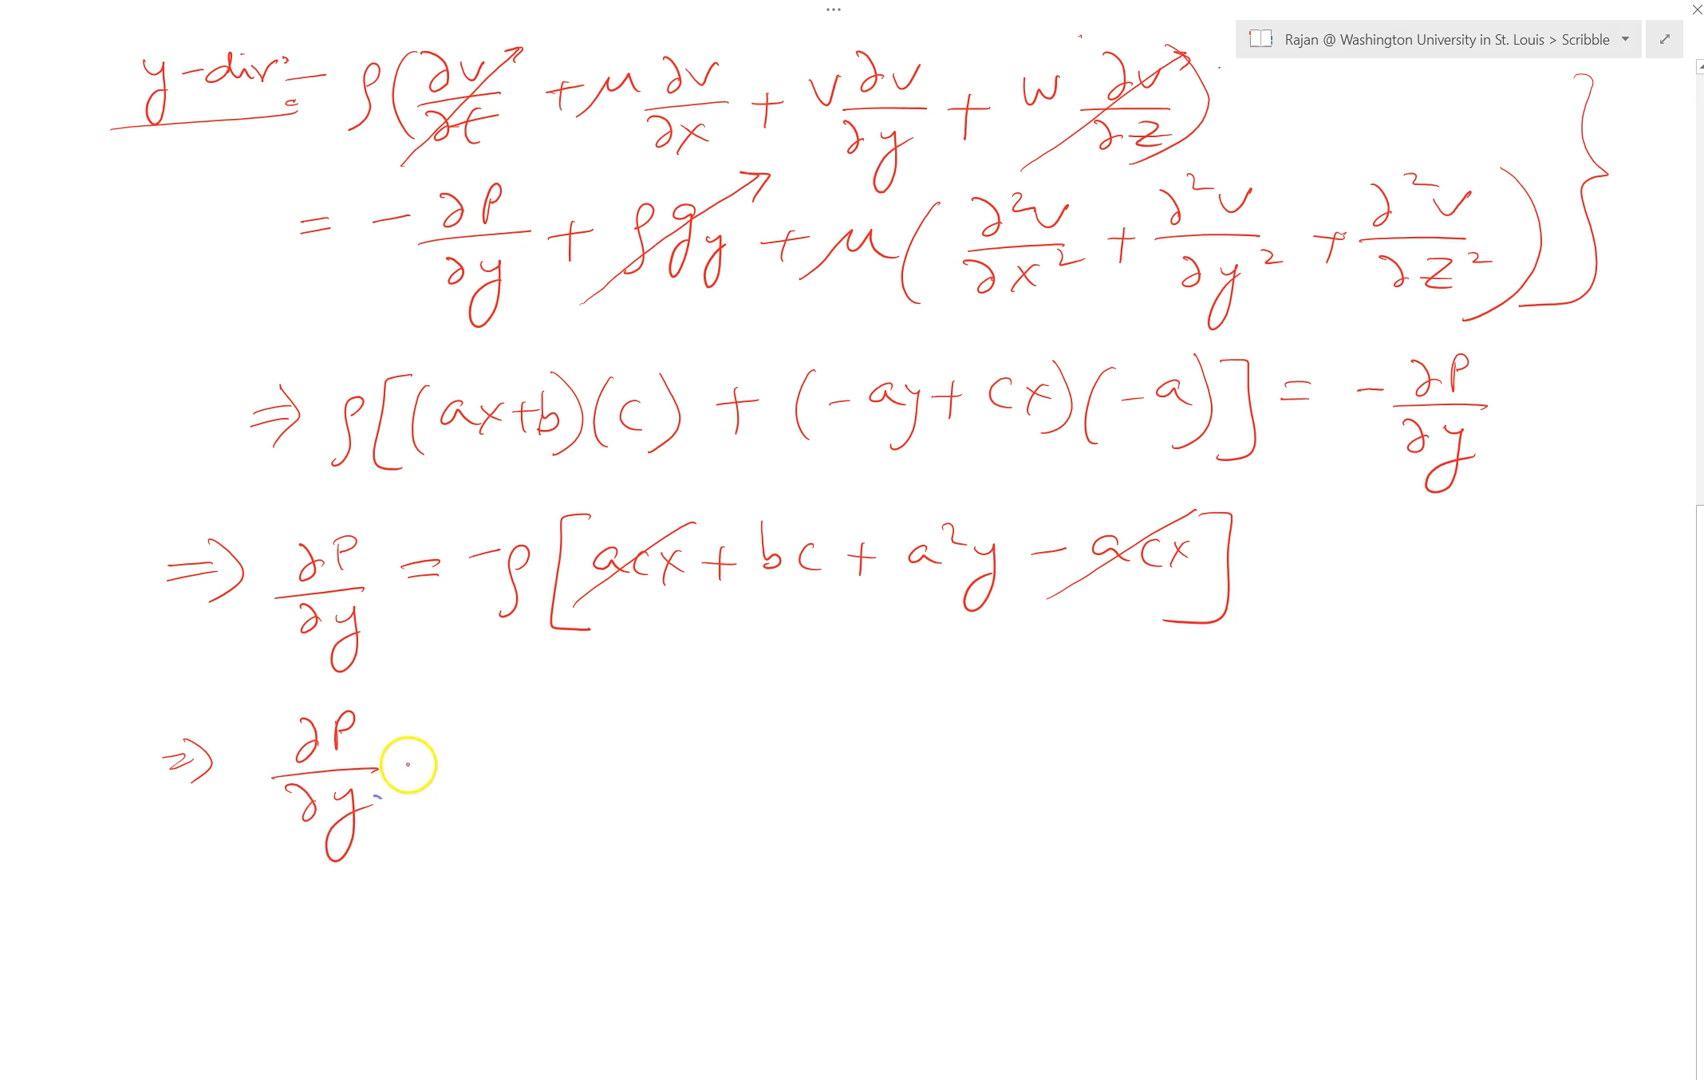 Rajan @ Washington University in St. Louis > Scribble
y-dir:- ρ(∂v/∂t + μ ∂v/∂x + v ∂v/∂y + w ∂v/∂z)
= - ∂P/∂y + ρgy + μ(∂²v/∂x² + ∂²v/∂y² + ∂²v/∂z²)
⇒ ρ[(ax+b)(c) + (-ay+cx)(-a)] = - ∂P/∂y
⇒ ∂P/∂y = -ρ[acx + bc + a²y - acx]
⇒ ∂P/∂y